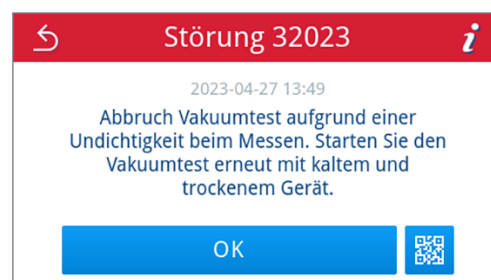 Störung 32023
i
2023-04-27 13:49
Abbruch Vakuumtest aufgrund einer
Undichtigkeit beim Messen. Starten Sie den
Vakuumtest erneut mit kaltem und
trockenem Gerät.
OK